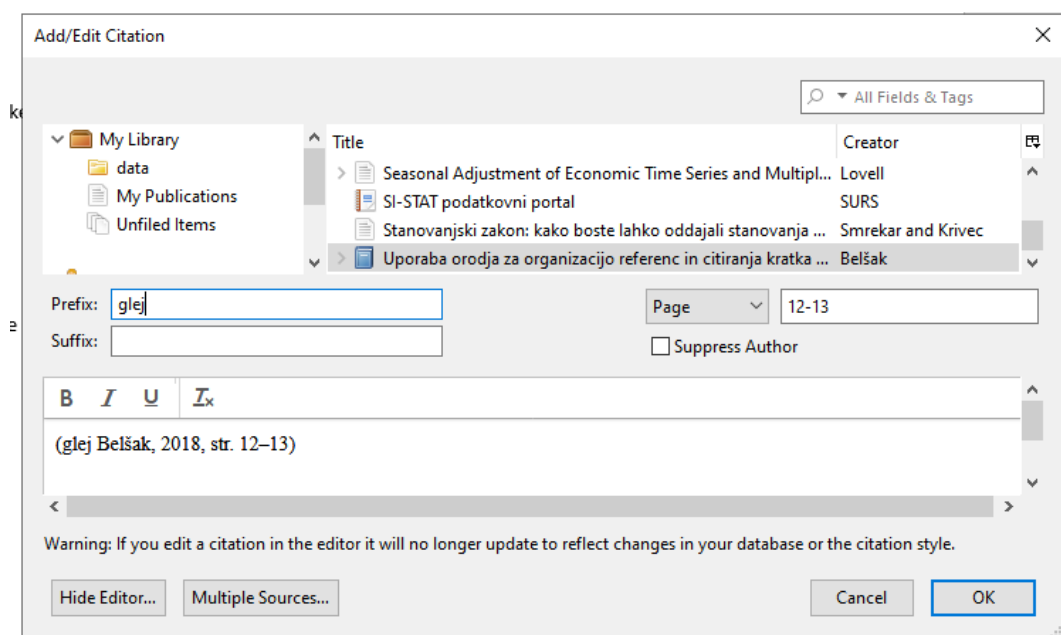 Add/Edit Citation
All Fields & Tags
ke
My Library
data
My Publications
Unfiled Items
Title Creator
Seasonal Adjustment of Economic Time Series and Multipl... Lovell
SI-STAT podatkovni portal SURS
Stanovanjski zakon: kako boste lahko oddajali stanovanja ... Smrekar and Krivec
Uporaba orodja za organizacijo referenc in citiranja kratka ... Belšak
Prefix: glej Page 12-13
Suffix: Suppress Author
B I U Tx
(glej Belšak, 2018, str. 12–13)
Warning: If you edit a citation in the editor it will no longer update to reflect changes in your database or the citation style.
Hide Editor... Multiple Sources... Cancel OK